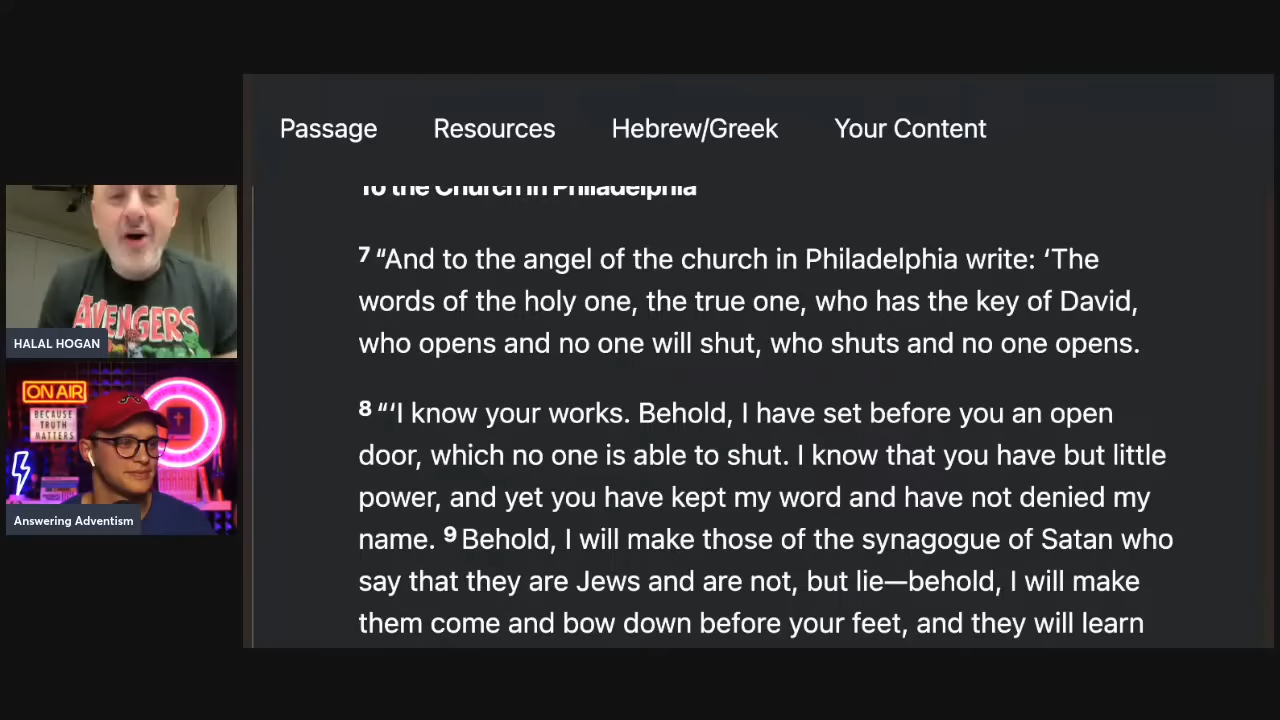 Passage
Resources
Hebrew/Greek
Your Content
To the Church in Philadelphia
7 “And to the angel of the church in Philadelphia write: ‘The
words of the holy one, the true one, who has the key of David,
who opens and no one will shut, who shuts and no one opens.
8 “‘I know your works. Behold, I have set before you an open
door, which no one is able to shut. I know that you have but little
power, and yet you have kept my word and have not denied my
name. 9 Behold, I will make those of the synagogue of Satan who
say that they are Jews and are not, but lie—behold, I will make
them come and bow down before your feet, and they will learn
AVENGERS
HALAL HOGAN
ON AIR
BECAUSE
TRUTH
MATTERS
Answering Adventism